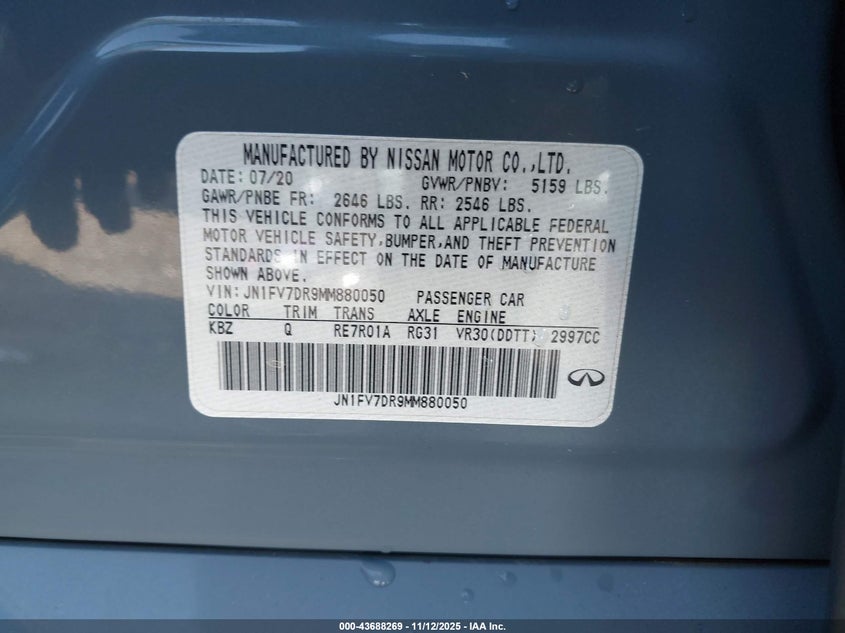 MANUFACTURED BY NISSAN MOTOR CO.,LTD.
DATE: 07/20 GVWR/PNBV: 5159 LBS.
GAWR/PNBE FR: 2646 LBS. RR: 2546 LBS.
THIS VEHICLE CONFORMS TO ALL APPLICABLE FEDERAL
MOTOR VEHICLE SAFETY,BUMPER,AND THEFT PREVENTION
STANDARDS IN EFFECT ON THE DATE OF MANUFACTURE
SHOWN ABOVE.
VIN:JN1FV7DR9MM880050 PASSENGER CAR
COLOR TRIM TRANS AXLE ENGINE
KBZ Q RE7R01A RG31 VR30(DDTT) 2997CC
JN1FV7DR9MM880050
000-43688269 - 11/12/2025 - IAA Inc.